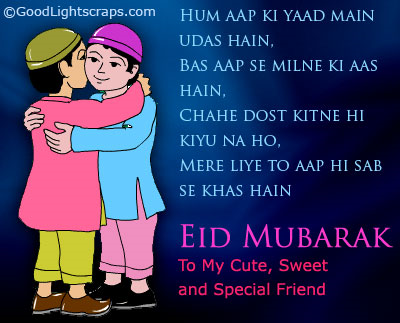 ©GoodLightscraps.com
Hum aap ki yaad main
udas hain,
Bas aap se milne ki aas
hain,
Chahe dost kitne hi
kiyu na ho,
Mere liye to aap hi sab
se khas hain
Eid Mubarak
To My Cute, Sweet
and Special Friend